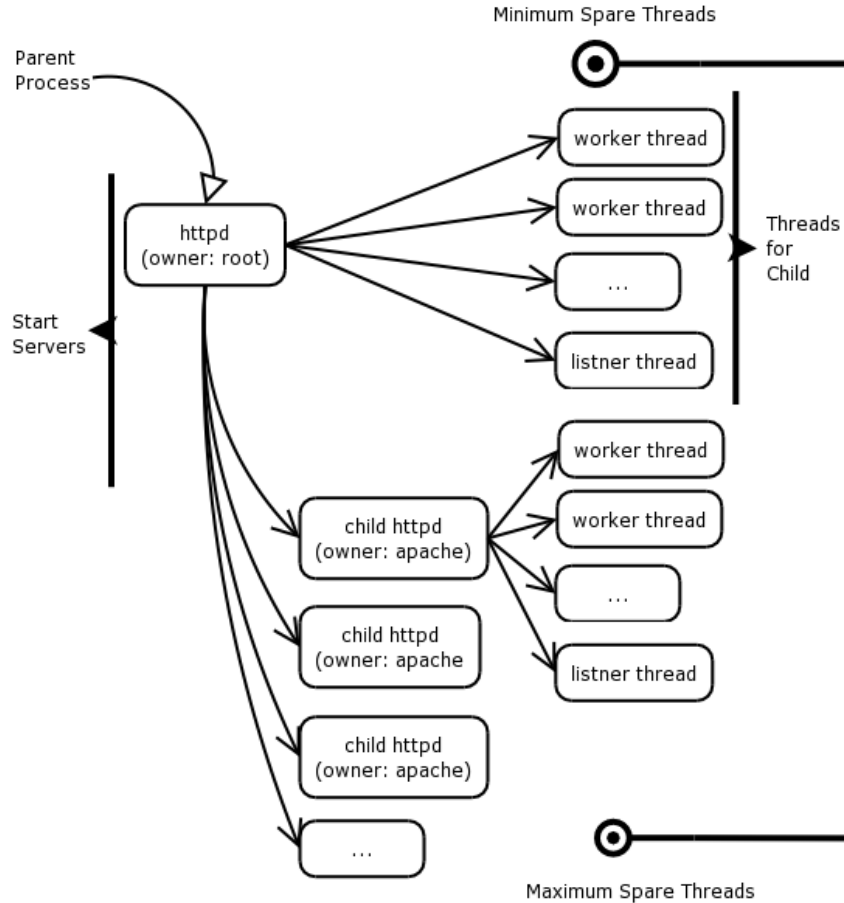 Minimum Spare Threads
Parent
Process
worker thread
worker thread
...
listner thread
Threads
for
Child
httpd
(owner: root)
Start
Servers
worker thread
worker thread
...
listner thread
child httpd
(owner: apache)
child httpd
(owner: apache
child httpd
(owner: apache)
...
Maximum Spare Threads